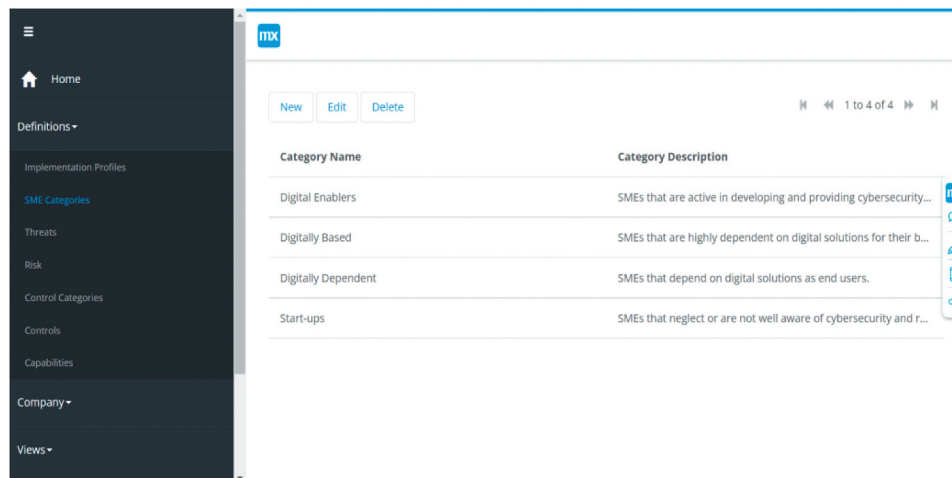 mx
Home
Definitions
Implementation Profiles
SME Categories
Threats
Risk
Control Categories
Controls
Capabilities
Company
Views
New Edit Delete
1 to 4 of 4
Category Name Category Description
Digital Enablers SMEs that are active in developing and providing cybersecurity...
Digitally Based SMEs that are highly dependent on digital solutions for their b...
Digitally Dependent SMEs that depend on digital solutions as end users.
Start-ups SMEs that neglect or are not well aware of cybersecurity and r...